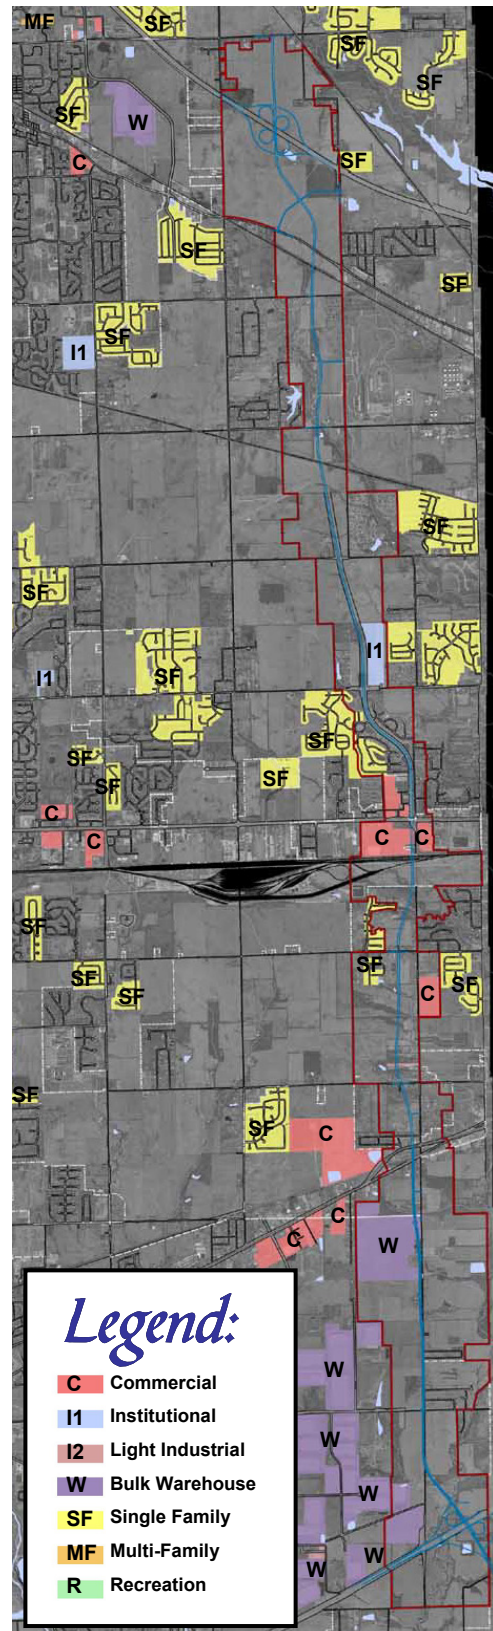 MF
SF
SF
SF
SF
W
C
SF
SF
SF
SF
I1
SF
SF
I1
I1
SF
SF
SF
SF
SF
C
C
C
C
SF
SF
SF
SF
SF
C
SF
SF
C
C
C
W
W
W
W
W
W
Legend:
C Commercial
I1 Institutional
I2 Light Industrial
W Bulk Warehouse
SF Single Family
MF Multi-Family
R Recreation